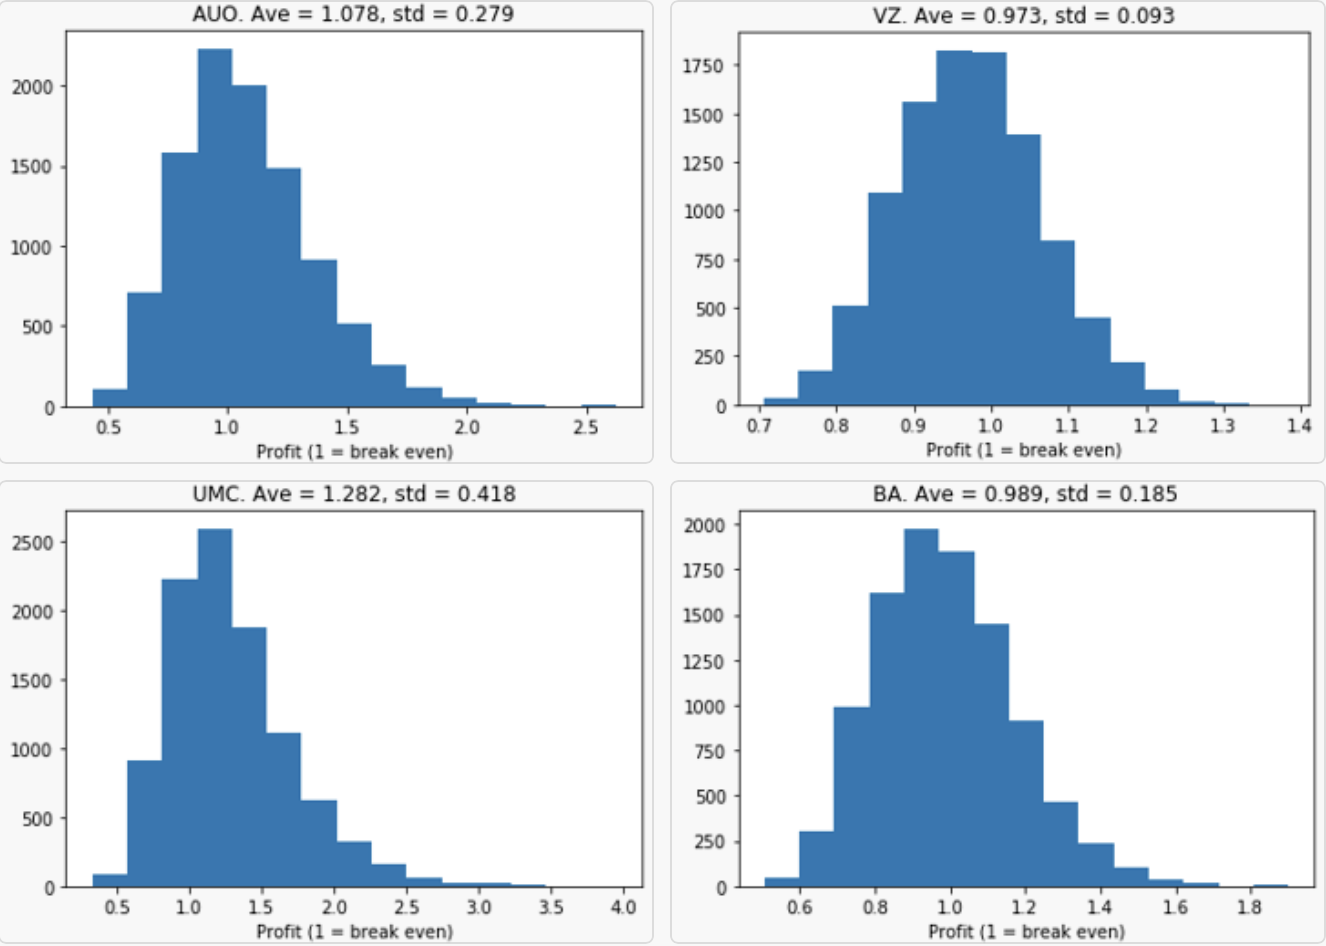 AUO. Ave = 1.078, std = 0.279
2000
1500
1000
500
0
0.5 1.0 1.5 2.0 2.5
Profit (1 = break even)
VZ. Ave = 0.973, std = 0.093
1750
1500
1250
1000
750
500
250
0
0.7 0.8 0.9 1.0 1.1 1.2 1.3 1.4
Profit (1 = break even)
UMC. Ave = 1.282, std = 0.418
2500
2000
1500
1000
500
0
0.5 1.0 1.5 2.0 2.5 3.0 3.5 4.0
Profit (1 = break even)
BA. Ave = 0.989, std = 0.185
2000
1750
1500
1250
1000
750
500
250
0
0.6 0.8 1.0 1.2 1.4 1.6 1.8
Profit (1 = break even)